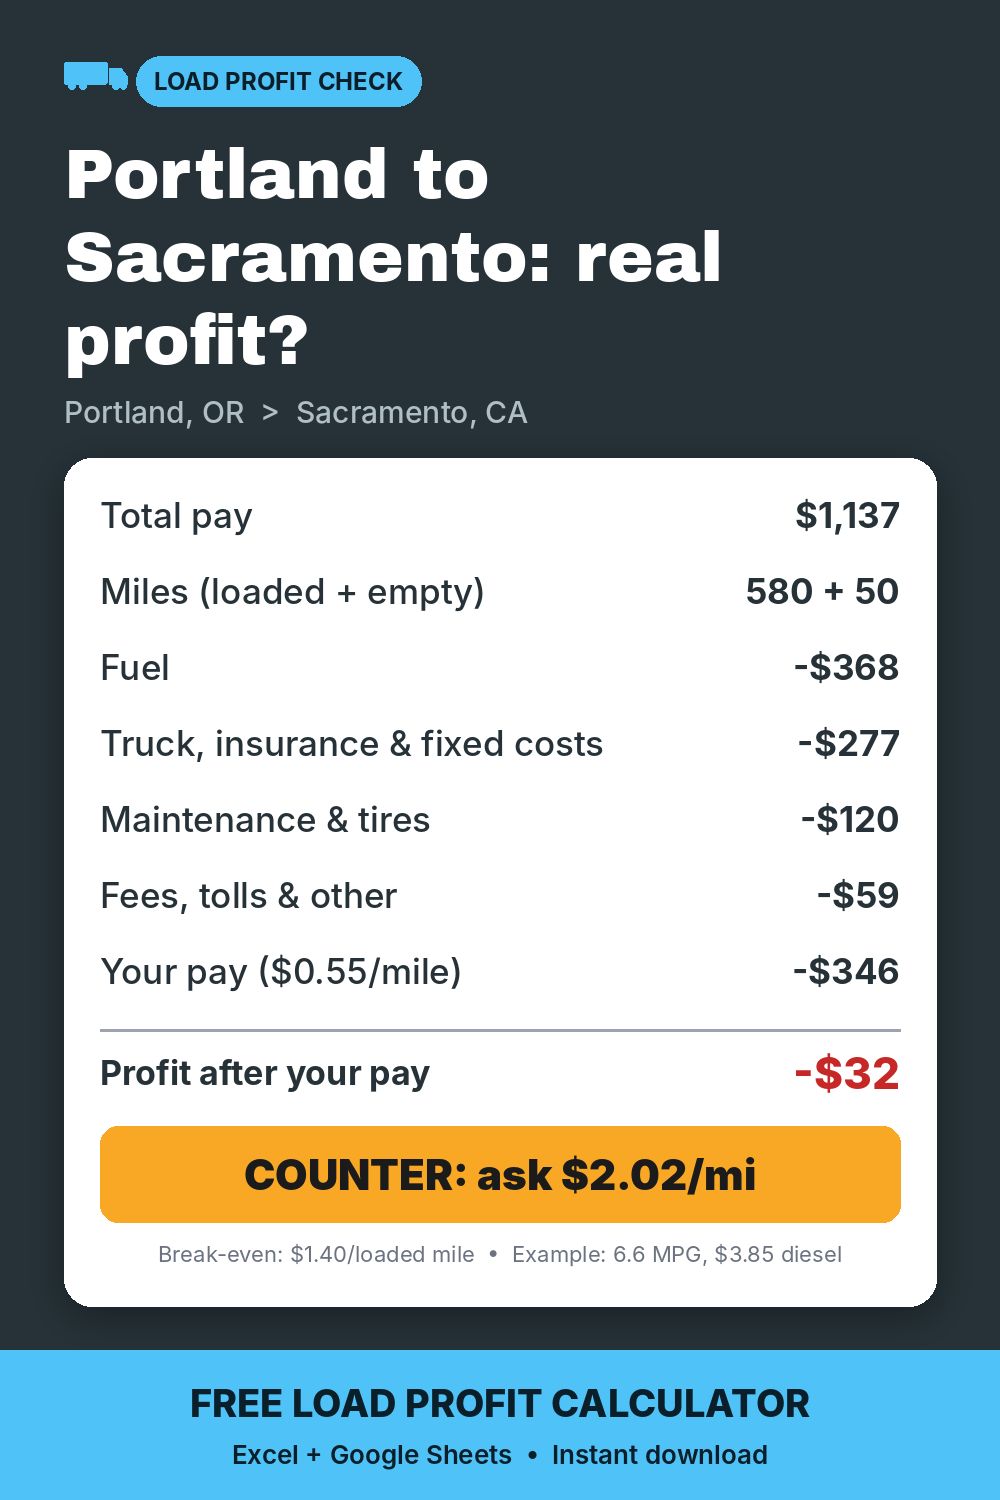 LOAD PROFIT CHECK
Portland to
Sacramento: real
profit?
Portland, OR > Sacramento, CA
Total pay $1,137
Miles (loaded + empty) 580 + 50
Fuel -$368
Truck, insurance & fixed costs -$277
Maintenance & tires -$120
Fees, tolls & other -$59
Your pay ($0.55/mile) -$346
Profit after your pay -$32
COUNTER: ask $2.02/mi
Break-even: $1.40/loaded mile • Example: 6.6 MPG, $3.85 diesel
FREE LOAD PROFIT CALCULATOR
Excel + Google Sheets • Instant download